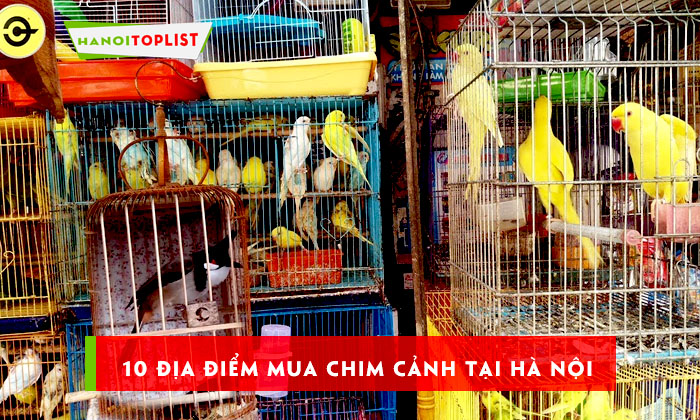 HANOITOPLIST
10 ĐỊA ĐIỂM MUA CHIM CẢNH TẠI HÀ NỘI